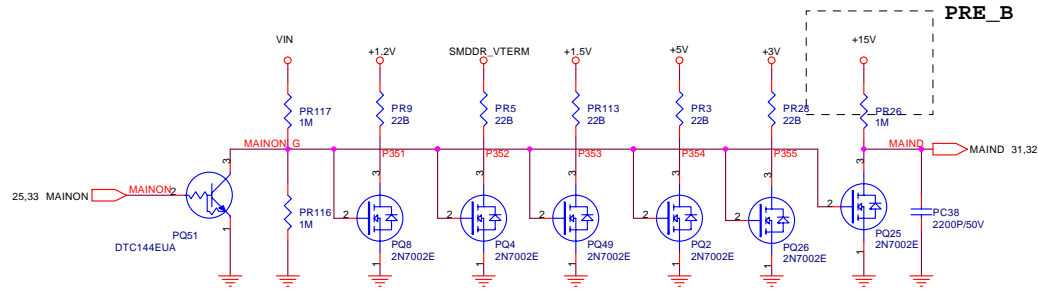 PRE_B
VIN
+1.2V
SMDDR_VTERM
+1.5V
+5V
+3V
+15V
PR117
1M
PR9
22B
PR5
22B
PR113
22B
PR3
22B
PR28
22B
PR26
1M
MAINON_G
P351
P352
P353
P354
P355
MAIND
MAIND 31,32
25,33 MAINON
MAINON
2
3
1
PQ51
DTC144EUA
PR116
1M
3
2
1
PQ8
2N7002E
3
2
1
PQ4
2N7002E
3
2
1
PQ49
2N7002E
3
2
1
PQ2
2N7002E
3
2
1
PQ26
2N7002E
3
2
1
PQ25
2N7002E
PC38
2200P/50V